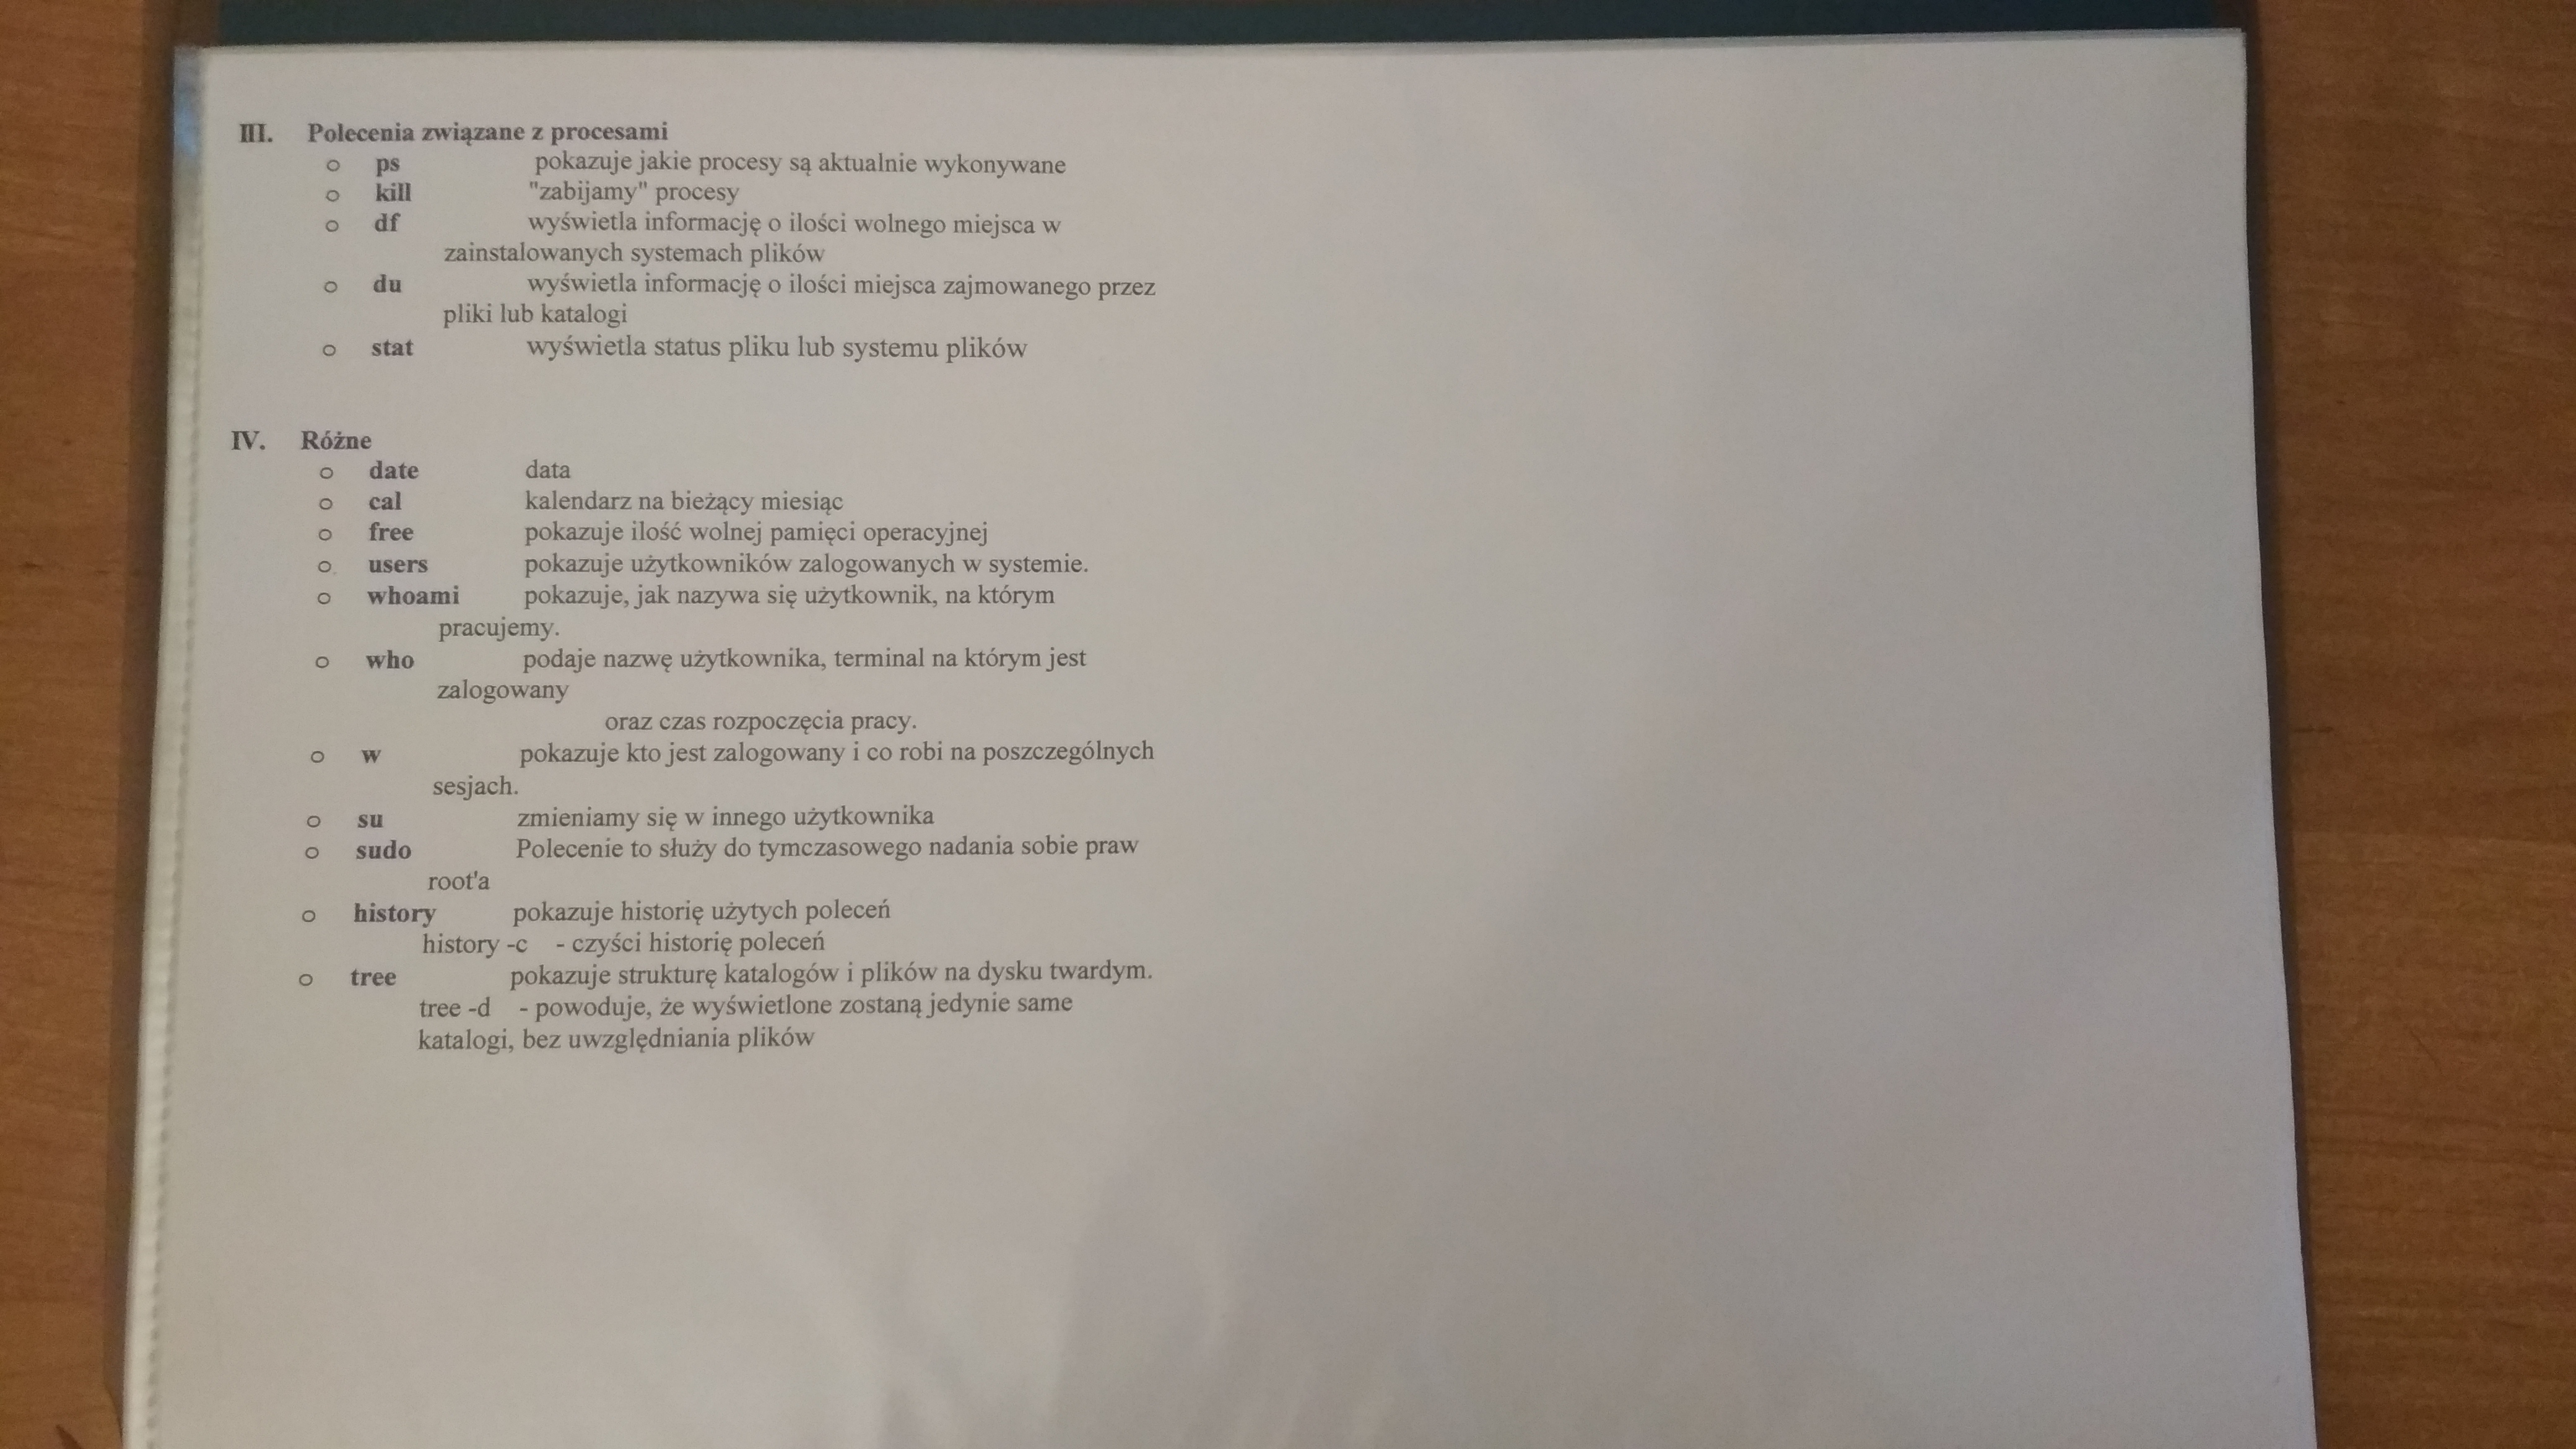 III. Polecenia związane z procesami
o ps pokazuje jakie procesy są aktualnie wykonywane
o kill "zabijamy" procesy
o df wyświetla informację o ilości wolnego miejsca w
zainstalowanych systemach plików
o du wyświetla informację o ilości miejsca zajmowanego przez
pliki lub katalogi
o stat wyświetla status pliku lub systemu plików
IV. Różne
o date data
o cal kalendarz na bieżący miesiąc
o free pokazuje ilość wolnej pamięci operacyjnej
o users pokazuje użytkowników zalogowanych w systemie.
o whoami pokazuje, jak nazywa się użytkownik, na którym
pracujemy.
o who podaje nazwę użytkownika, terminal na którym jest
zalogowany
oraz czas rozpoczęcia pracy.
o w pokazuje kto jest zalogowany i co robi na poszczególnych
sesjach.
o su zmieniamy się w innego użytkownika
o sudo Polecenie to służy do tymczasowego nadania sobie praw
root'a
o history pokazuje historię użytych poleceń
history -c - czyści historię poleceń
o tree pokazuje strukturę katalogów i plików na dysku twardym.
tree -d - powoduje, że wyświetlone zostaną jedynie same
katalogi, bez uwzględniania plików